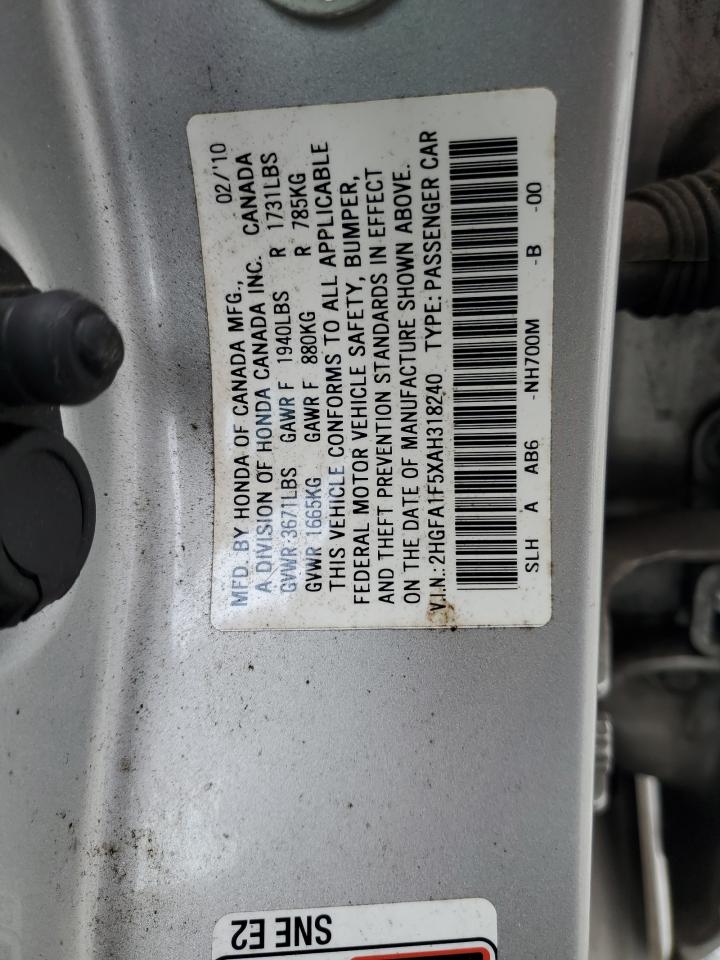 MFD. BY HONDA OF CANADA MFG., 02/'10
A DIVISION OF HONDA CANADA INC. CANADA
GVWR 3671LBS GAWR F 1940LBS R 1731LBS
GVWR 1665KG GAWR F 880KG R 785KG
THIS VEHICLE CONFORMS TO ALL APPLICABLE
FEDERAL MOTOR VEHICLE SAFETY, BUMPER,
AND THEFT PREVENTION STANDARDS IN EFFECT
ON THE DATE OF MANUFACTURE SHOWN ABOVE.
V.I.N.: 2HGFA1F5XAH318240 TYPE: PASSENGER CAR
SLH A AB6 -NH700M -B -00
SNE E2